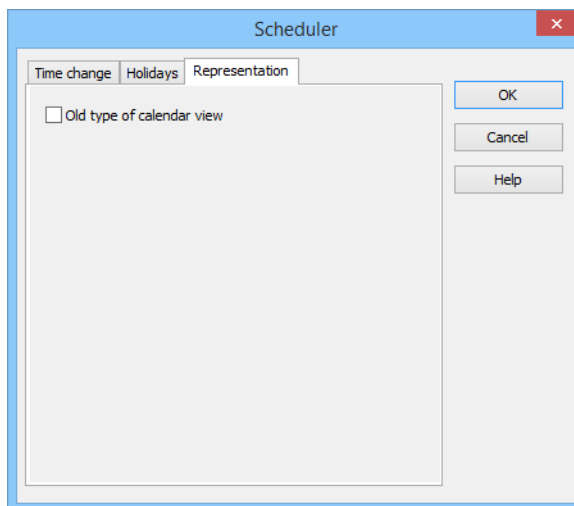 Scheduler
Time change Holidays Representation
Old type of calendar view
OK
Cancel
Help